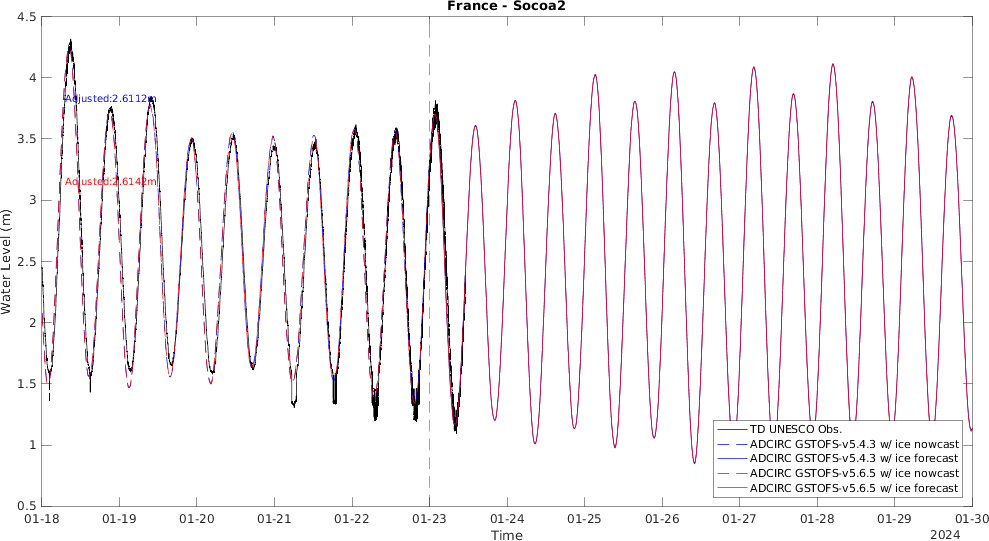 France - Socoa2
4.5
4
3.5
3
2.5
2
1.5
1
0.5
Water Level (m)
Adjusted:2.6112m
Adjusted:2.6142m
TD UNESCO Obs.
ADCIRC GSTOFS-v5.4.3 w/ ice nowcast
ADCIRC GSTOFS-v5.4.3 w/ ice forecast
ADCIRC GSTOFS-v5.6.5 w/ ice nowcast
ADCIRC GSTOFS-v5.6.5 w/ ice forecast
01-18 01-19 01-20 01-21 01-22 01-23 01-24 01-25 01-26 01-27 01-28 01-29 01-30
Time
2024